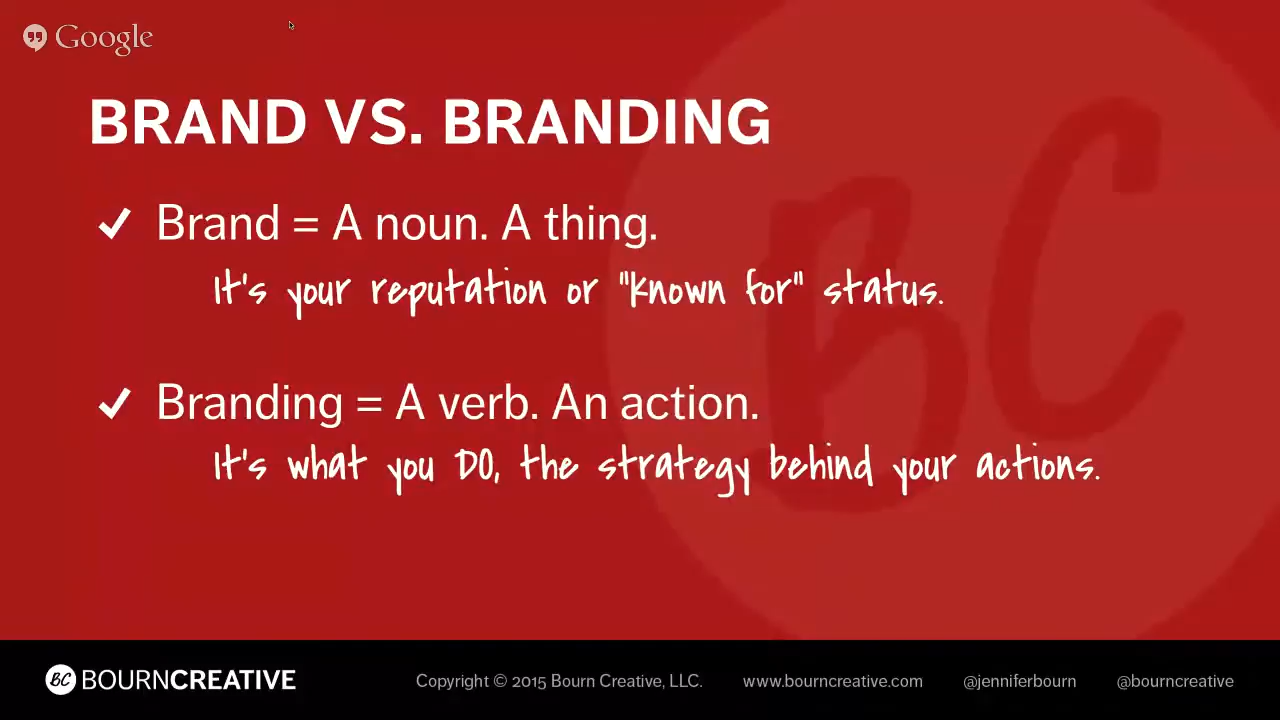 Google
BRAND VS. BRANDING
Brand = A noun. A thing.
It's your reputation or "known for" status.
Branding = A verb. An action.
It's what you DO, the strategy behind your actions.
BC
BC BOURNCREATIVE Copyright © 2015 Bourn Creative, LLC. www.bourncreative.com @jenniferbourn @bourncreative